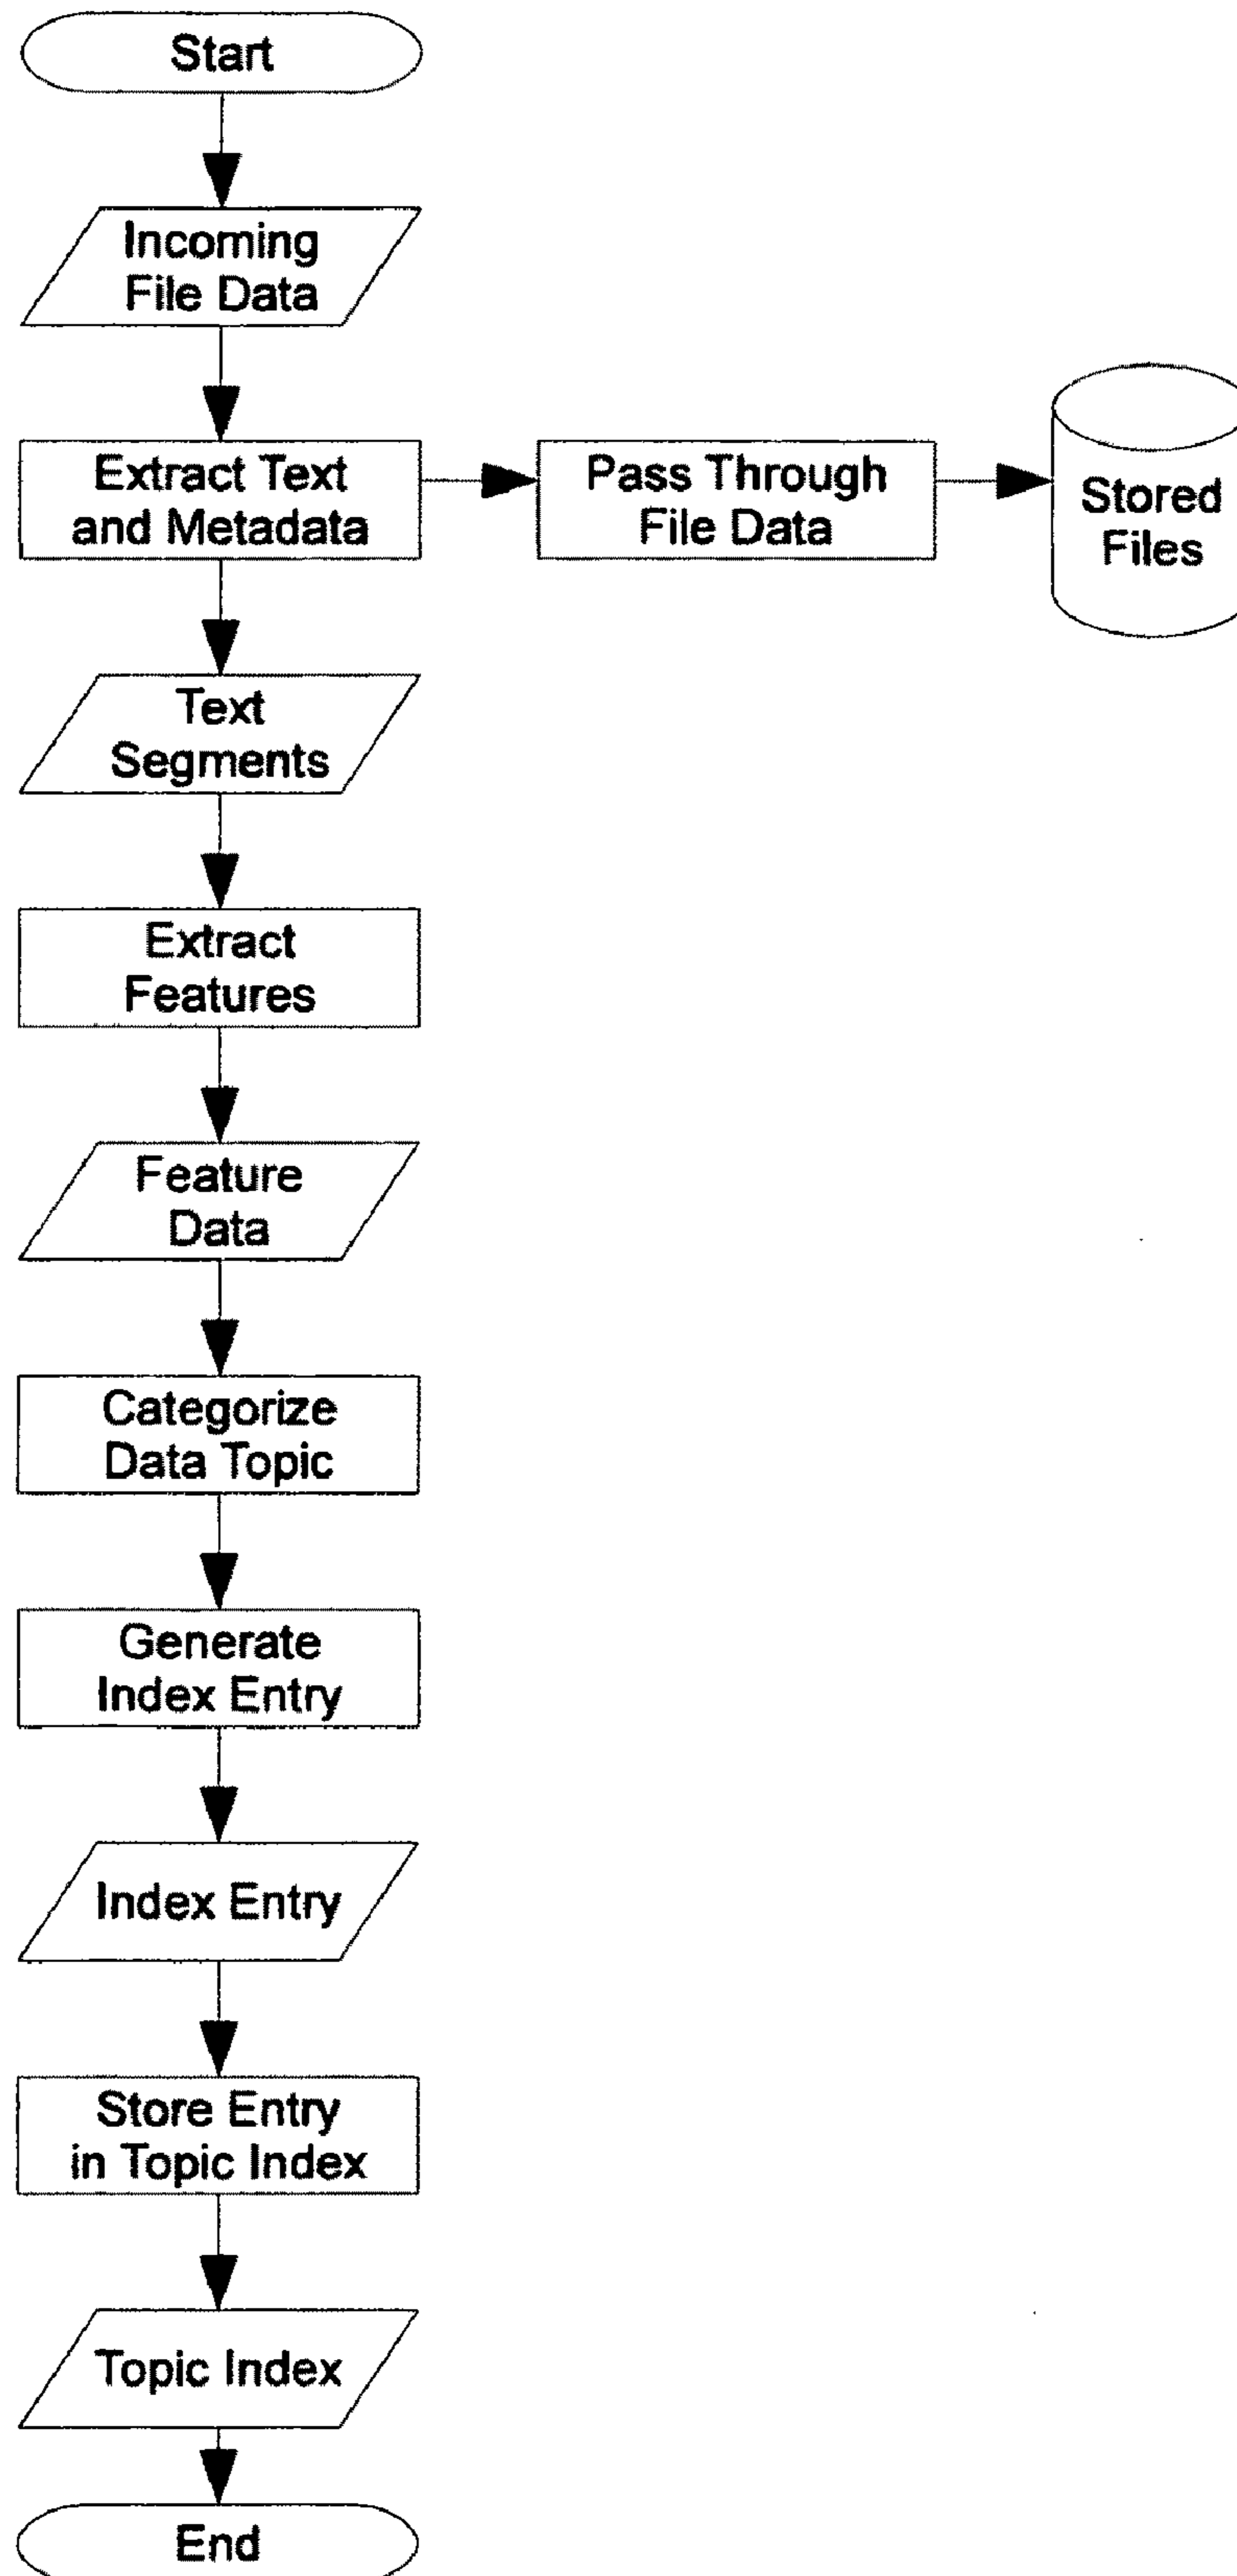 Start
Incoming
File Data
Extract Text
and Metadata
Pass Through
File Data
Stored
Files
Text
Segments
Extract
Features
Feature
Data
Categorize
Data Topic
Generate
Index Entry
Index Entry
Store Entry
in Topic Index
Topic Index
End